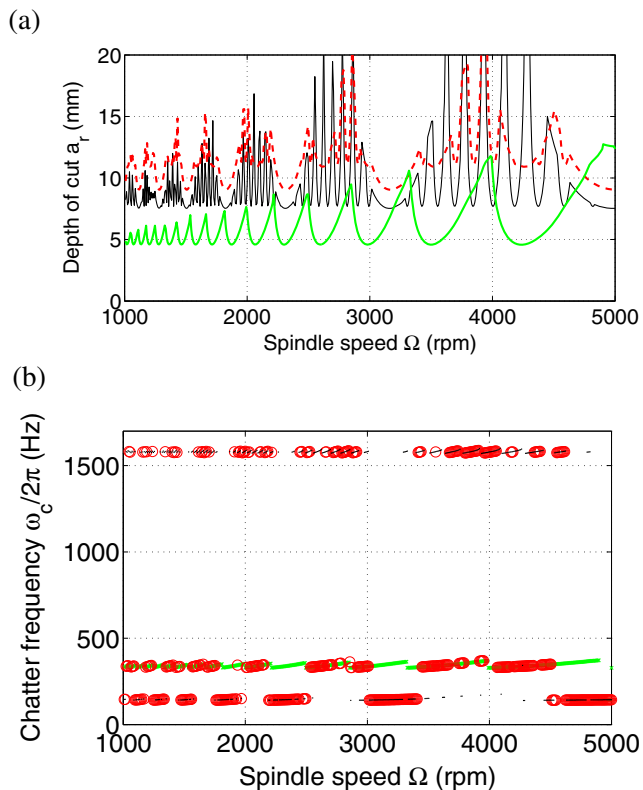 (a)
20
15
10
5
0
Depth of cut a_r (mm)
1000 2000 3000 4000 5000
Spindle speed Ω (rpm)
(b)
1500
1000
500
0
Chatter frequency ω_c/2π (Hz)
1000 2000 3000 4000 5000
Spindle speed Ω (rpm)